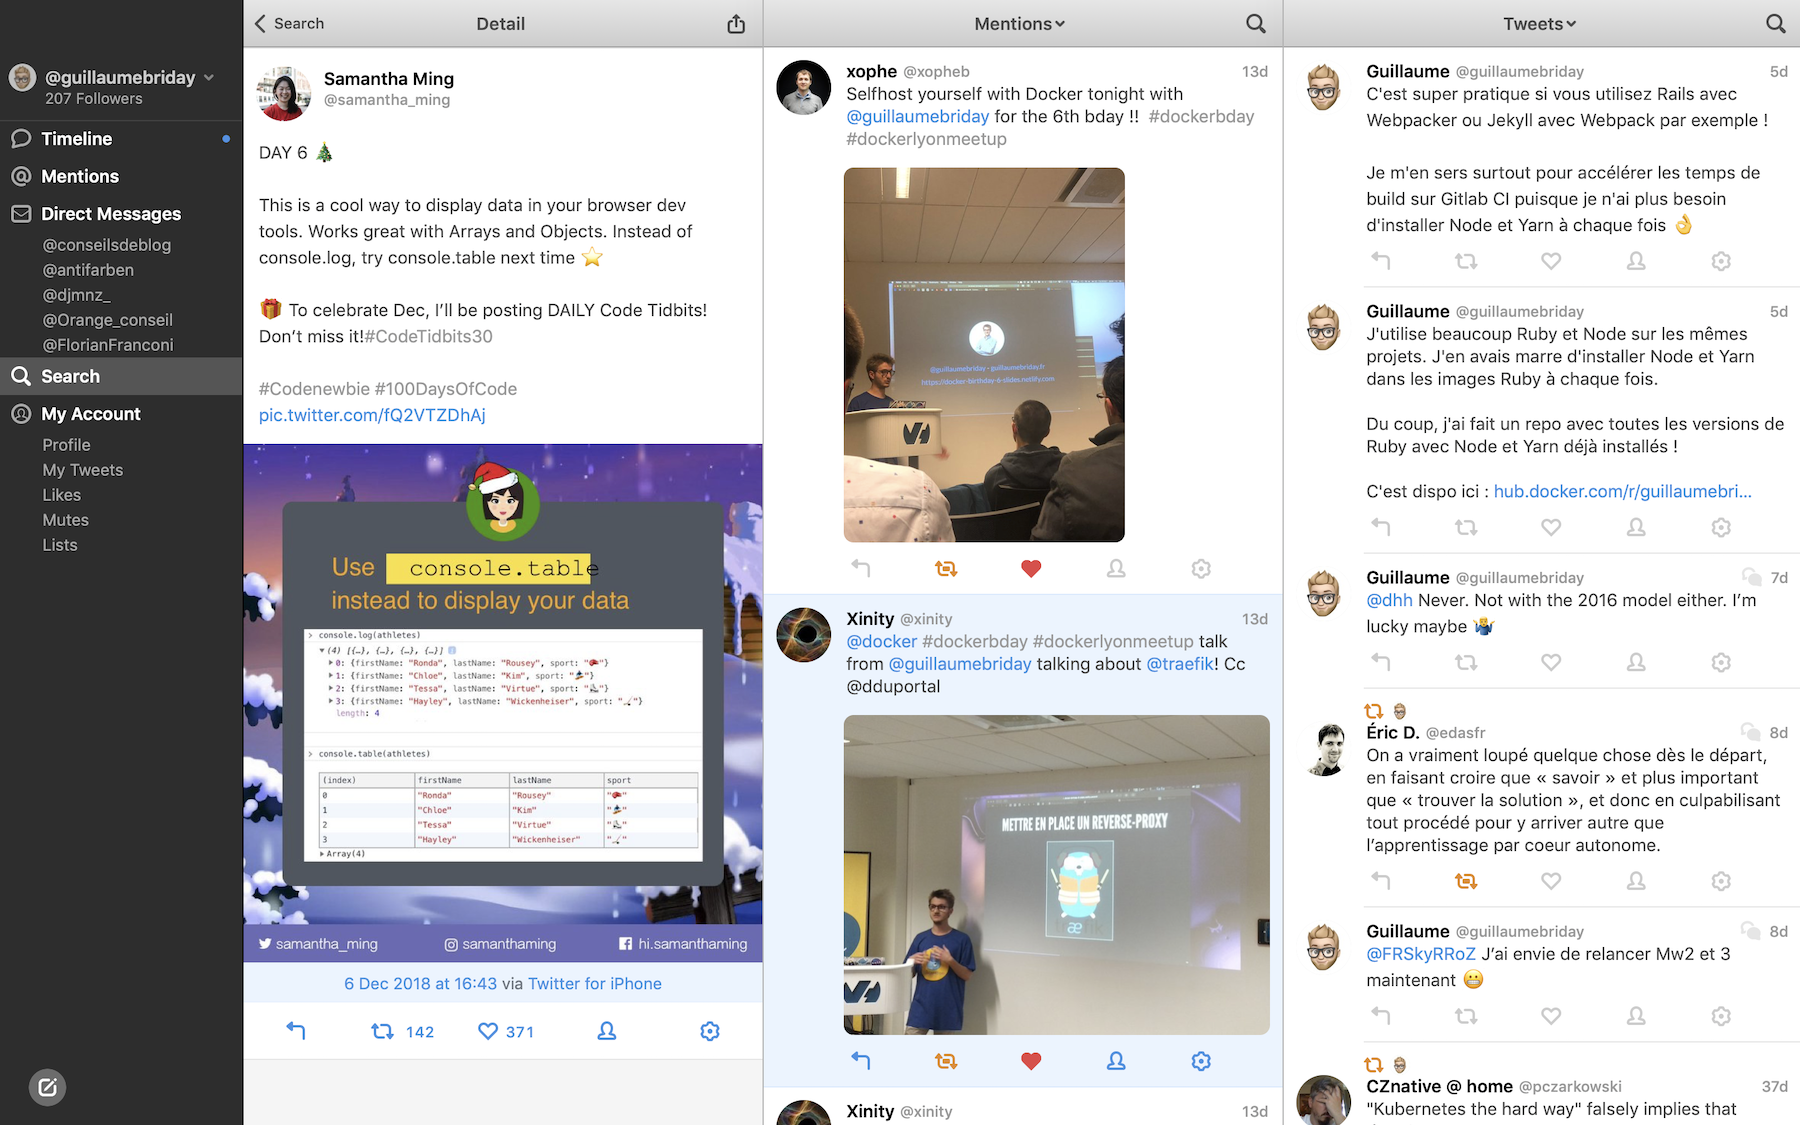 @guillaumebriday
207 Followers
Timeline
Mentions
Direct Messages
@conseilsdeblog
@antifarben
@djmnz_
@Orange_conseil
@FlorianFranconi
Search
My Account
Profile
My Tweets
Likes
Mutes
Lists
Search
Detail
Samantha Ming
@samantha_ming
DAY 6 🎄
This is a cool way to display data in your browser dev
tools. Works great with Arrays and Objects. Instead of
console.log, try console.table next time ⭐
🎁 To celebrate Dec, I’ll be posting DAILY Code Tidbits!
Don’t miss it!#CodeTidbits30
#Codenewbie #100DaysOfCode
pic.twitter.com/fQ2VTZDhAj
Use console.table
instead to display your data
> console.log(athletes)
▼(4) [{…}, {…}, {…}, {…}]
▶0: {firstName: "Ronda", lastName: "Rousey", sport: "🥊"}
▶1: {firstName: "Chloe", lastName: "Kim", sport: "🏂"}
▶2: {firstName: "Tessa", lastName: "Virtue", sport: "⛸"}
▶3: {firstName: "Hayley", lastName: "Wickenheiser", sport: "🏒"}
length: 4
> console.table(athletes)
(index) firstName lastName sport
0 "Ronda" "Rousey" "🥊"
1 "Chloe" "Kim" "🏂"
2 "Tessa" "Virtue" "⛸"
3 "Hayley" "Wickenheiser" "🏒"
▶Array(4)
samantha_ming samanthaming hi.samanthaming
6 Dec 2018 at 16:43 via Twitter for iPhone
142 371
Mentions
xophe @xopheb 13d
Selfhost yourself with Docker tonight with
@guillaumebriday for the 6th bday !! #dockerbday
#dockerlyonmeetup
@guillaumebriday - guillaumebriday.fr
https://docker-birthday-6-slides.netlify.com
Xinity @xinity 13d
@docker #dockerbday #dockerlyonmeetup talk
from @guillaumebriday talking about @traefik! Cc
@dduportal
METTRE EN PLACE UN REVERSE-PROXY
Xinity @xinity 13d
Tweets
Guillaume @guillaumebriday 5d
C'est super pratique si vous utilisez Rails avec
Webpacker ou Jekyll avec Webpack par exemple !
Je m'en sers surtout pour accélérer les temps de
build sur Gitlab CI puisque je n'ai plus besoin
d'installer Node et Yarn à chaque fois 👌
Guillaume @guillaumebriday 5d
J'utilise beaucoup Ruby et Node sur les mêmes
projets. J'en avais marre d'installer Node et Yarn
dans les images Ruby à chaque fois.
Du coup, j'ai fait un repo avec toutes les versions de
Ruby avec Node et Yarn déjà installés !
C'est dispo ici : hub.docker.com/r/guillaumebri...
Guillaume @guillaumebriday 7d
@dhh Never. Not with the 2016 model either. I’m
lucky maybe 🤷‍♂️
Éric D. @edasfr 8d
On a vraiment loupé quelque chose dès le départ,
en faisant croire que « savoir » et plus important
que « trouver la solution », et donc en culpabilisant
tout procédé pour y arriver autre que
l’apprentissage par coeur autonome.
Guillaume @guillaumebriday 8d
@FRSkyRRoZ J’ai envie de relancer Mw2 et 3
maintenant 😬
CZnative @ home @pczarkowski 37d
"Kubernetes the hard way" falsely implies that